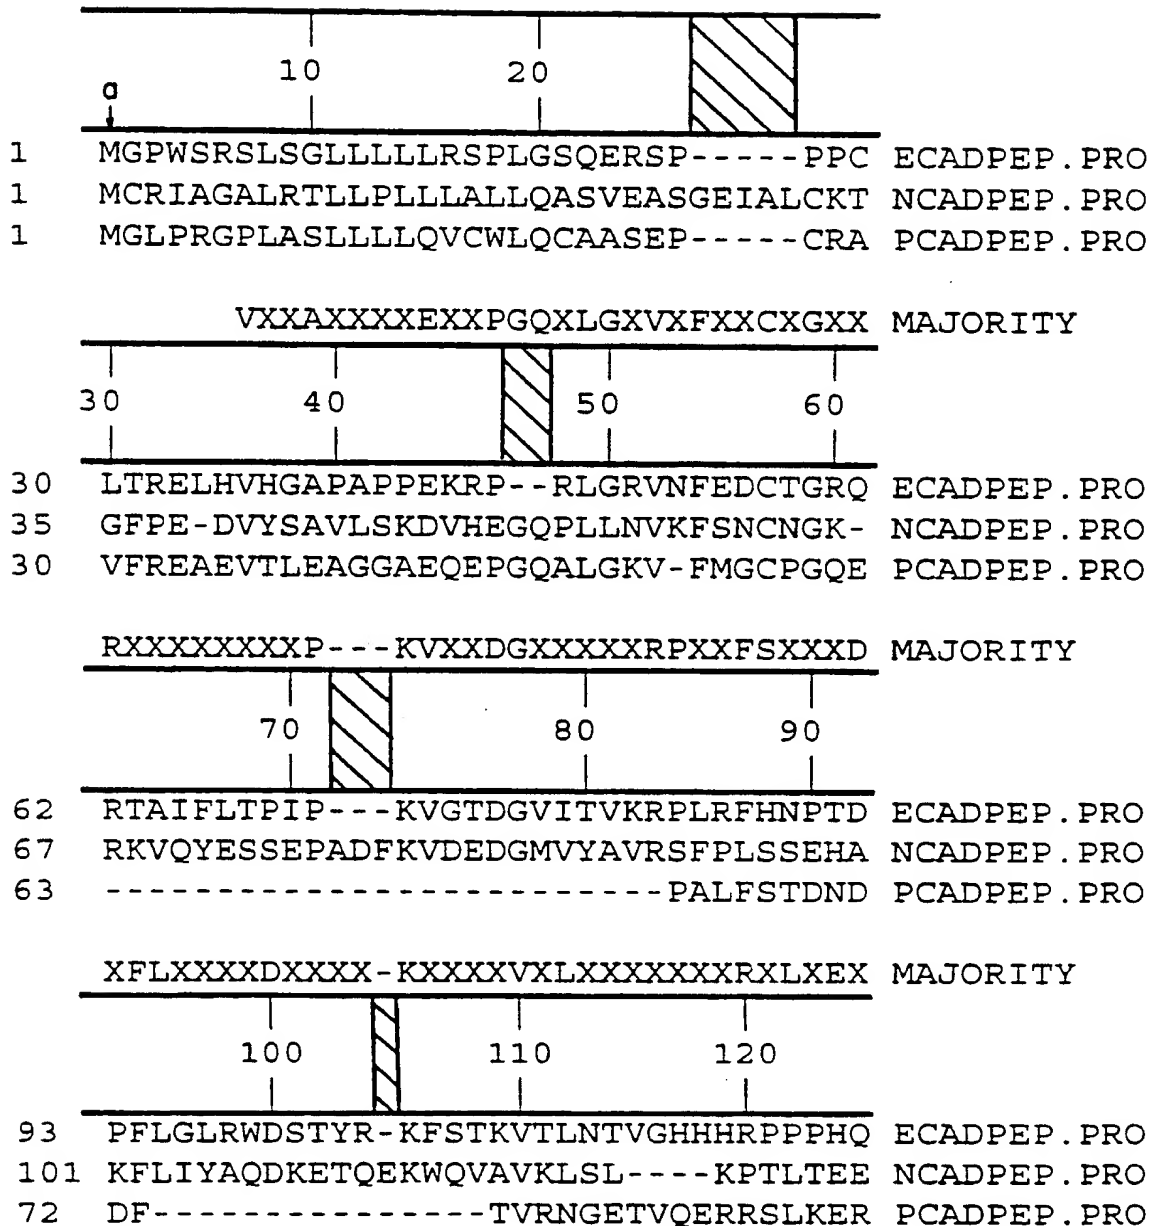 10 20
a
1 MGPWSRSLSGLLLLLRSPLGSQERSP-----PPC ECADPEP.PRO
1 MCRIAGALRTLLPLLLALLQASVEASGEIALCKT NCADPEP.PRO
1 MGLPRGPLASLLLLQVCWLQCAASEP-----CRA PCADPEP.PRO
VXXAXXXXEXXPGQXLGXVXFXXCXGXX MAJORITY
30 40 50 60
30 LTRELHVHGAPAPPEKRP--RLGRVNFEDCTGRQ ECADPEP.PRO
35 GFPE-DVYSAVLSKDVHEGQPLLNVKFSNCNGK- NCADPEP.PRO
30 VFREAEVTLEAGGAEQEPGQALGKV-FMGCPGQE PCADPEP.PRO
RXXXXXXXXXP---KVXXDGXXXXXRPXXFSXXXD MAJORITY
70 80 90
62 RTAIFLTPIP---KVGTDGVITVKRPLRFHNPTD ECADPEP.PRO
67 RKVQYESSEPADFKVDEDGMVYAVRSFPLSSEHA NCADPEP.PRO
63 -------------------------PALFSTDND PCADPEP.PRO
XFLXXXXDXXXX-KXXXXXVXLXXXXXXXRXLXEX MAJORITY
100 110 120
93 PFLGLRWDSTYR-KFSTKVTLNTVGHHHRPPPHQ ECADPEP.PRO
101 KFLIYAQDKETQEKWQVAVKLSL----KPTLTEE NCADPEP.PRO
72 DF---------------TVRNGETVQERRSLKER PCADPEP.PRO